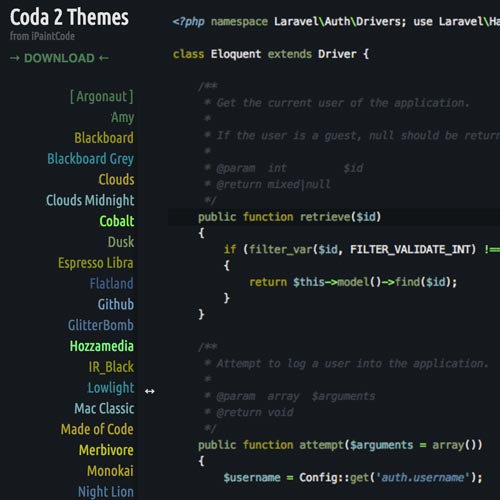 Coda 2 Themes
from iPaintCode
→ DOWNLOAD ←
[ Argonaut ]
Amy
Blackboard
Blackboard Grey
Clouds
Clouds Midnight
Cobalt
Dusk
Espresso Libra
Flatland
Github
GlitterBomb
Hozzamedia
IR_Black
Lowlight
Mac Classic
Made of Code
Merbivore
Monokai
Night Lion
<?php namespace Laravel\Auth\Drivers; use Laravel\Ha
class Eloquent extends Driver {
/**
* Get the current user of the application.
*
* If the user is a guest, null should be return
*
* @param  int         $id
* @return mixed|null
*/
public function retrieve($id)
{
if (filter_var($id, FILTER_VALIDATE_INT) !==
{
return $this->model()->find($id);
}
}
/**
* Attempt to log a user into the application.
*
* @param  array  $arguments
* @return void
*/
public function attempt($arguments = array())
{
$username = Config::get('auth.username');